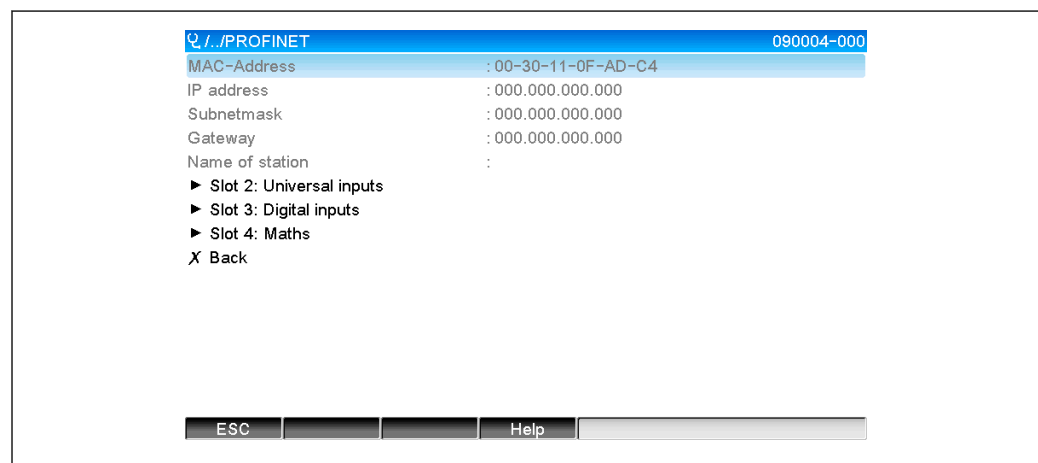 /../PROFINET 090004-000
MAC-Address : 00-30-11-0F-AD-C4
IP address : 000.000.000.000
Subnetmask : 000.000.000.000
Gateway : 000.000.000.000
Name of station :
► Slot 2: Universal inputs
► Slot 3: Digital inputs
► Slot 4: Maths
X Back
ESC Help